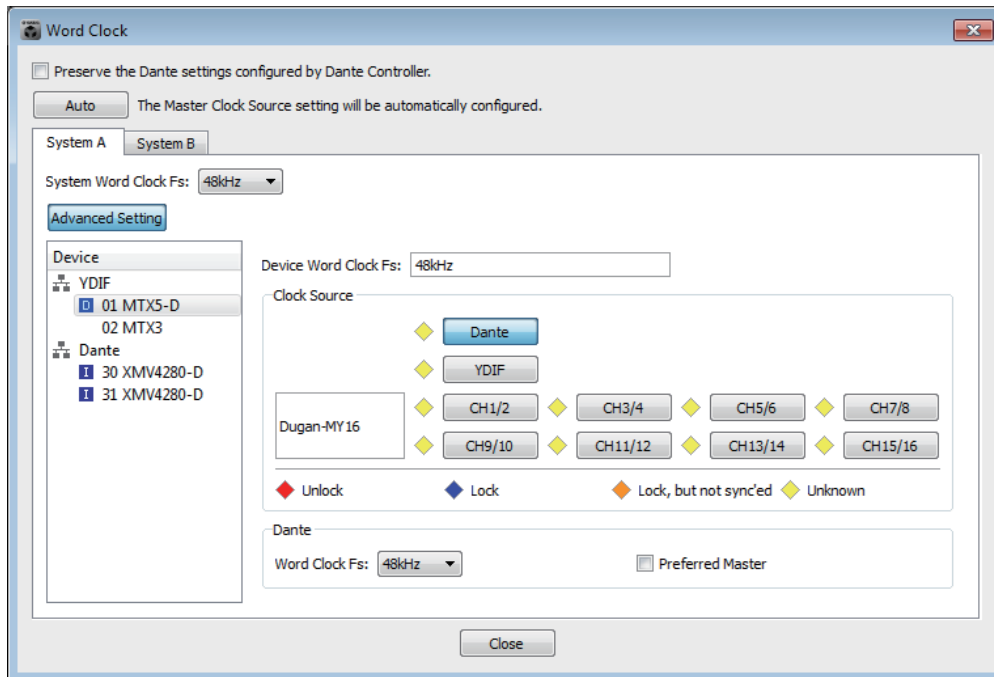 Word Clock
Preserve the Dante settings configured by Dante Controller.
Auto The Master Clock Source setting will be automatically configured.
System A System B
System Word Clock Fs: 48kHz
Advanced Setting
Device
YDIF
D 01 MTX5-D
02 MTX3
Dante
I 30 XMV4280-D
I 31 XMV4280-D
Device Word Clock Fs: 48kHz
Clock Source
Dante
YDIF
Dugan-MY16
CH1/2 CH3/4 CH5/6 CH7/8
CH9/10 CH11/12 CH13/14 CH15/16
Unlock Lock Lock, but not sync'ed Unknown
Dante
Word Clock Fs: 48kHz Preferred Master
Close